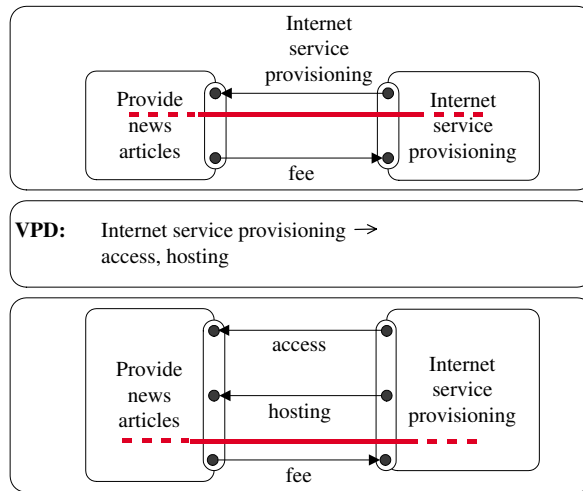 Internet
service
provisioning
Provide
news
articles
Internet
service
provisioning
fee
VPD: Internet service provisioning →
access, hosting
access
Provide
news
articles
Internet
service
provisioning
hosting
fee